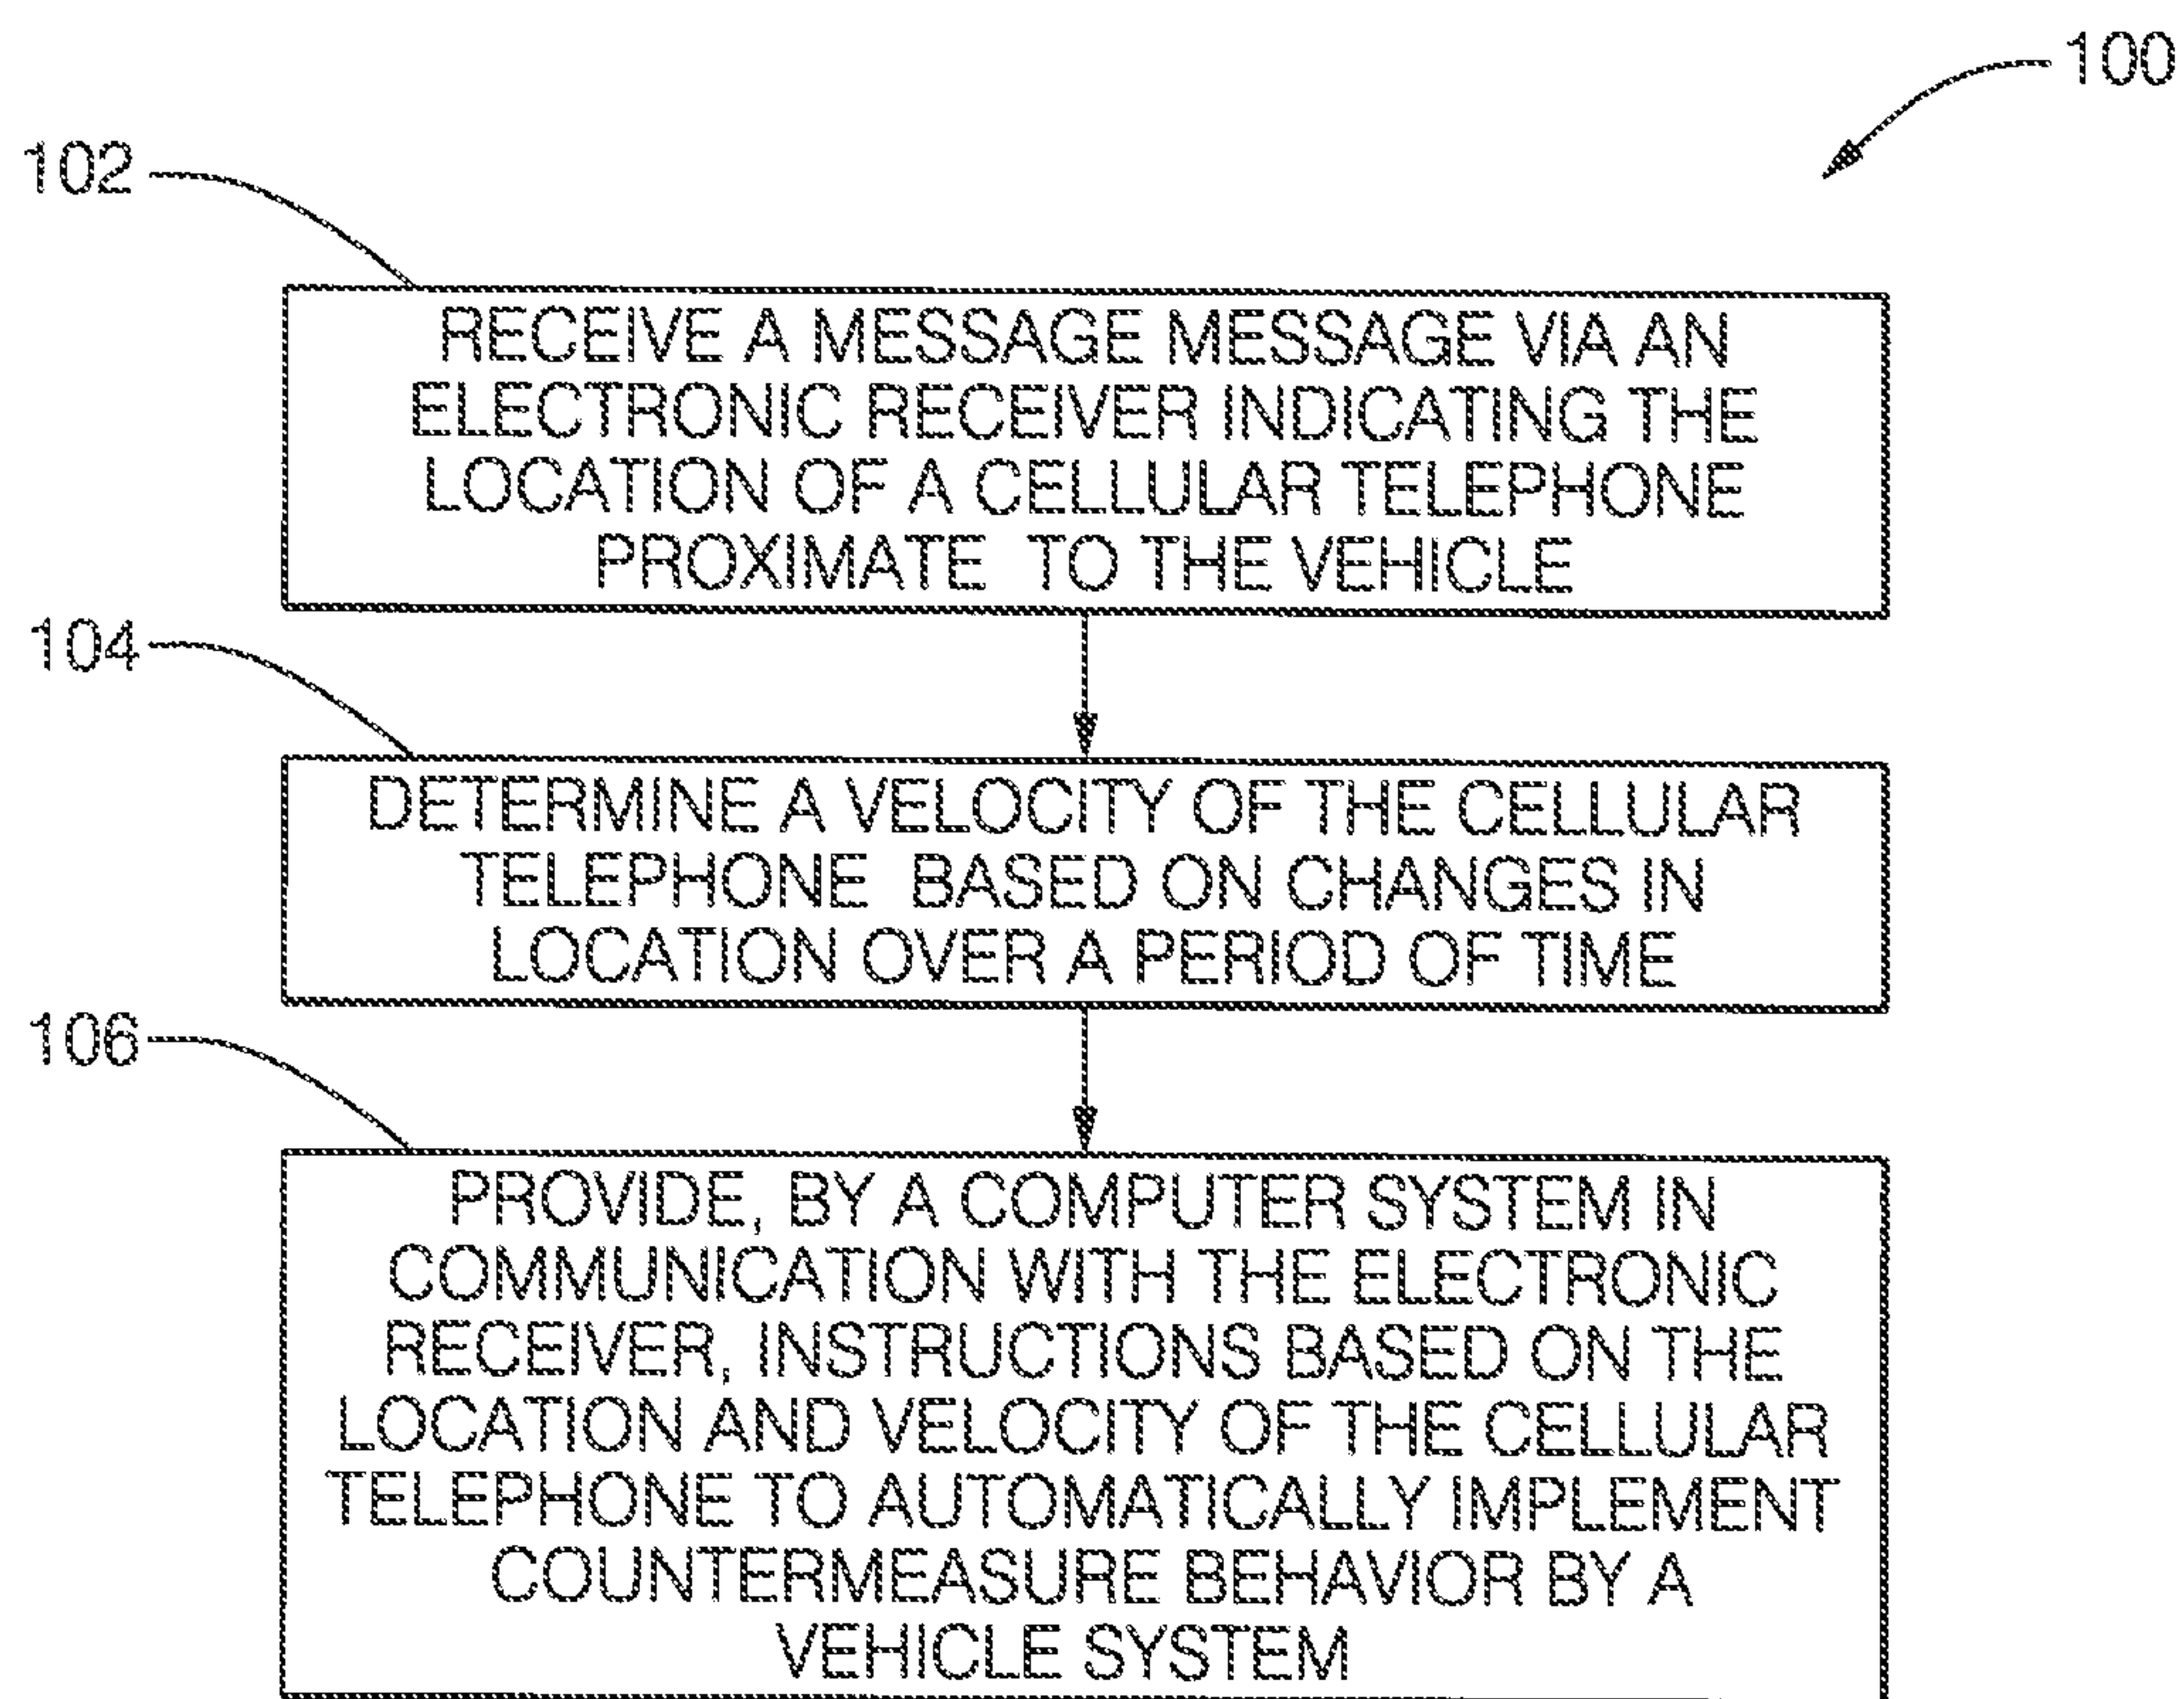 100
102
RECEIVE A MESSAGE MESSAGE VIA AN
ELECTRONIC RECEIVER INDICATING THE
LOCATION OF A CELLULAR TELEPHONE
PROXIMATE TO THE VEHICLE
104
DETERMINE A VELOCITY OF THE CELLULAR
TELEPHONE BASED ON CHANGES IN
LOCATION OVER A PERIOD OF TIME
106
PROVIDE, BY A COMPUTER SYSTEM IN
COMMUNICATION WITH THE ELECTRONIC
RECEIVER, INSTRUCTIONS BASED ON THE
LOCATION AND VELOCITY OF THE CELLULAR
TELEPHONE TO AUTOMATICALLY IMPLEMENT
COUNTERMEASURE BEHAVIOR BY A
VEHICLE SYSTEM